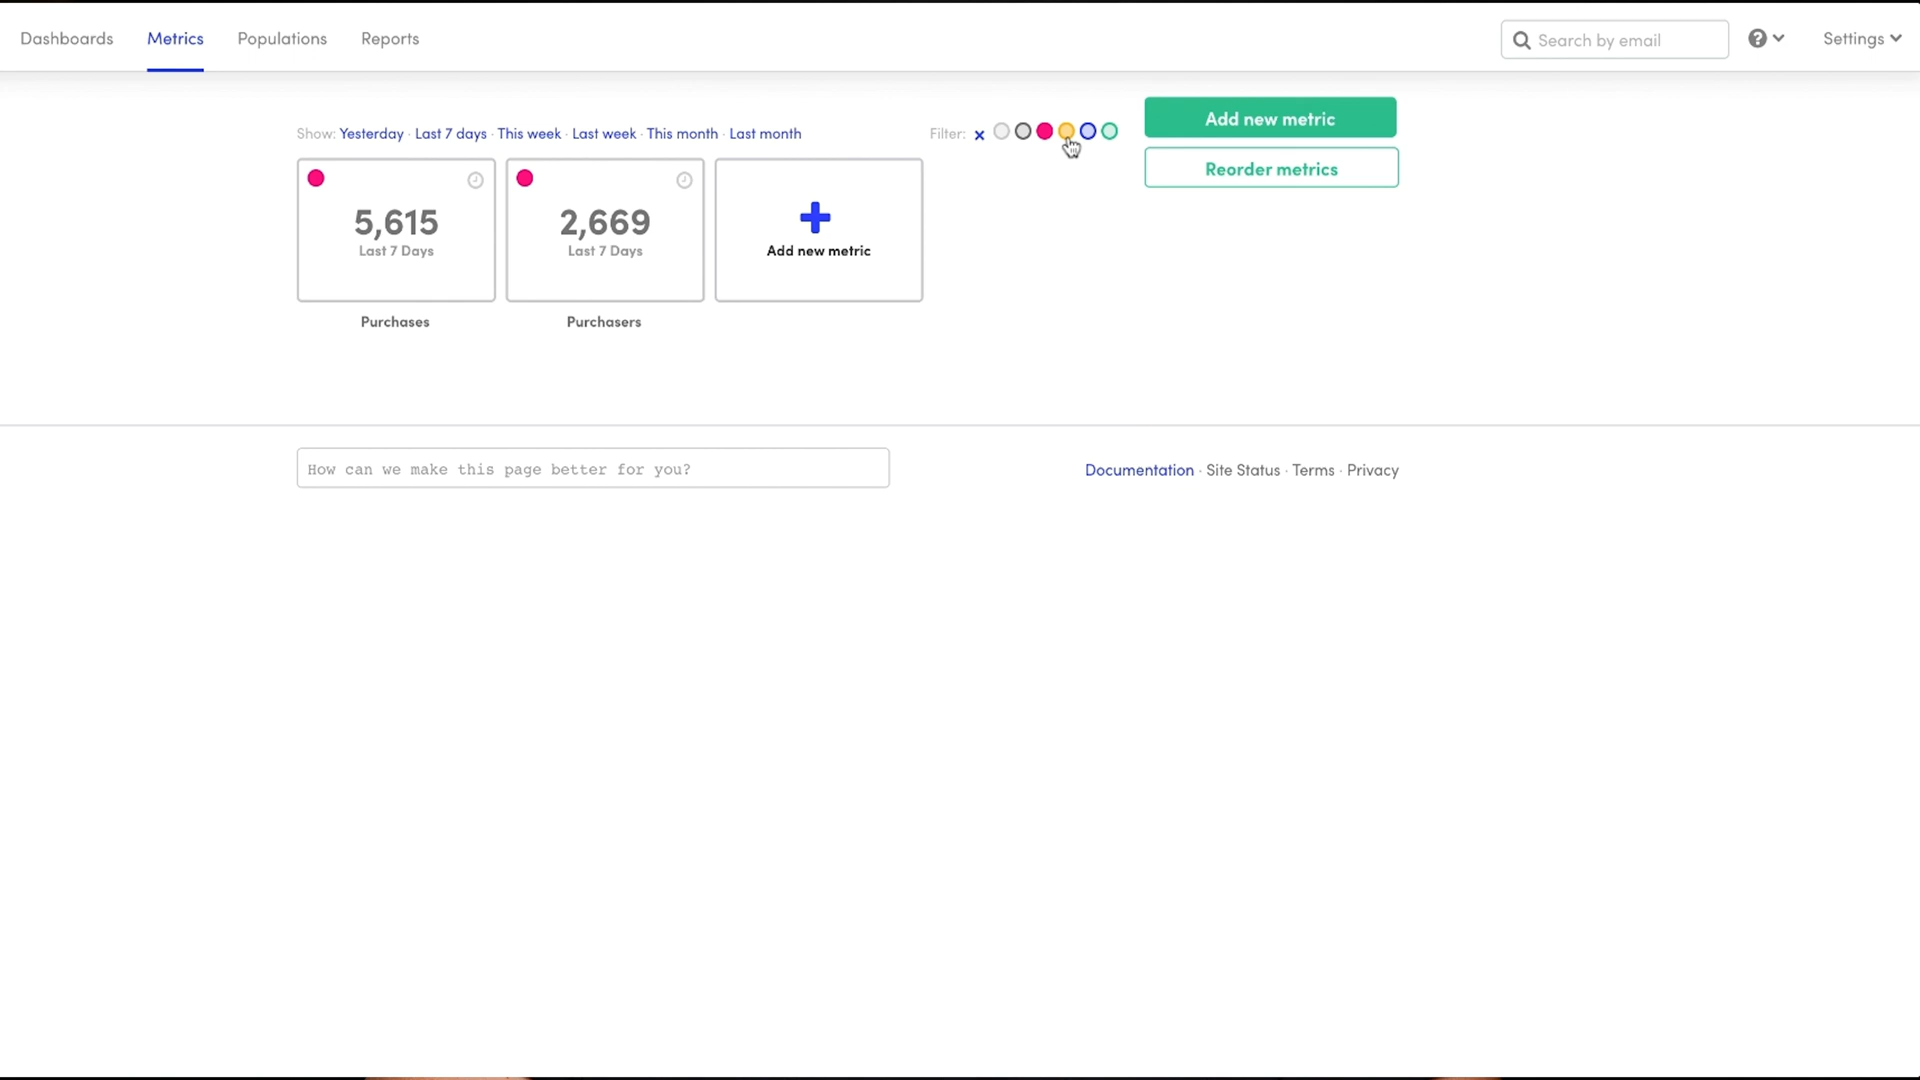 Dashboards Metrics Populations Reports Search by email ? Settings
Show: Yesterday · Last 7 days · This week · Last week · This month · Last month Filter: × Add new metric
Reorder metrics
5,615 2,669
Last 7 Days Last 7 Days Add new metric
Purchases Purchasers
How can we make this page better for you? Documentation · Site Status · Terms · Privacy